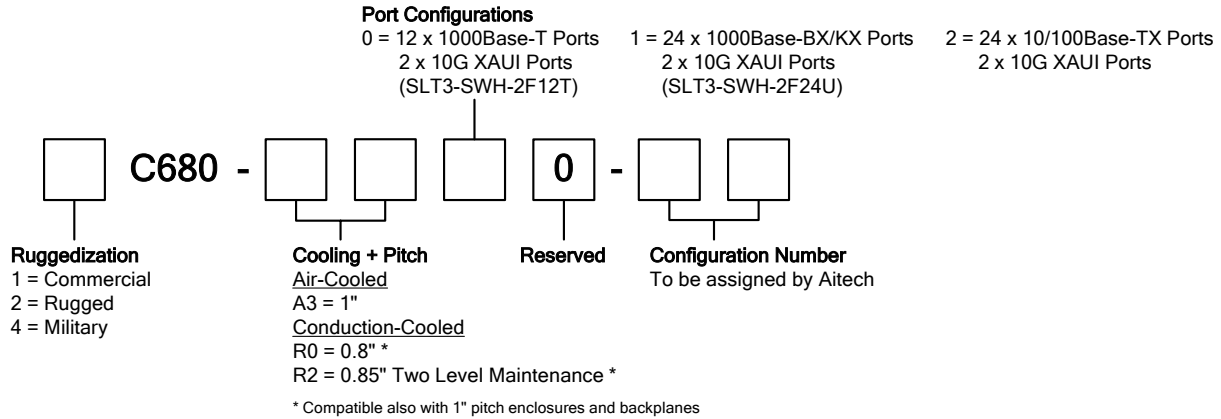 Port Configurations
0 = 12 x 1000Base-T Ports 1 = 24 x 1000Base-BX/KX Ports 2 = 24 x 10/100Base-TX Ports
2 x 10G XAUI Ports 2 x 10G XAUI Ports 2 x 10G XAUI Ports
(SLT3-SWH-2F12T) (SLT3-SWH-2F24U)
C680 - 0 -
Ruggedization Cooling + Pitch Reserved Configuration Number
1 = Commercial Air-Cooled To be assigned by Aitech
2 = Rugged A3 = 1"
4 = Military Conduction-Cooled
R0 = 0.8" *
R2 = 0.85" Two Level Maintenance *
* Compatible also with 1" pitch enclosures and backplanes